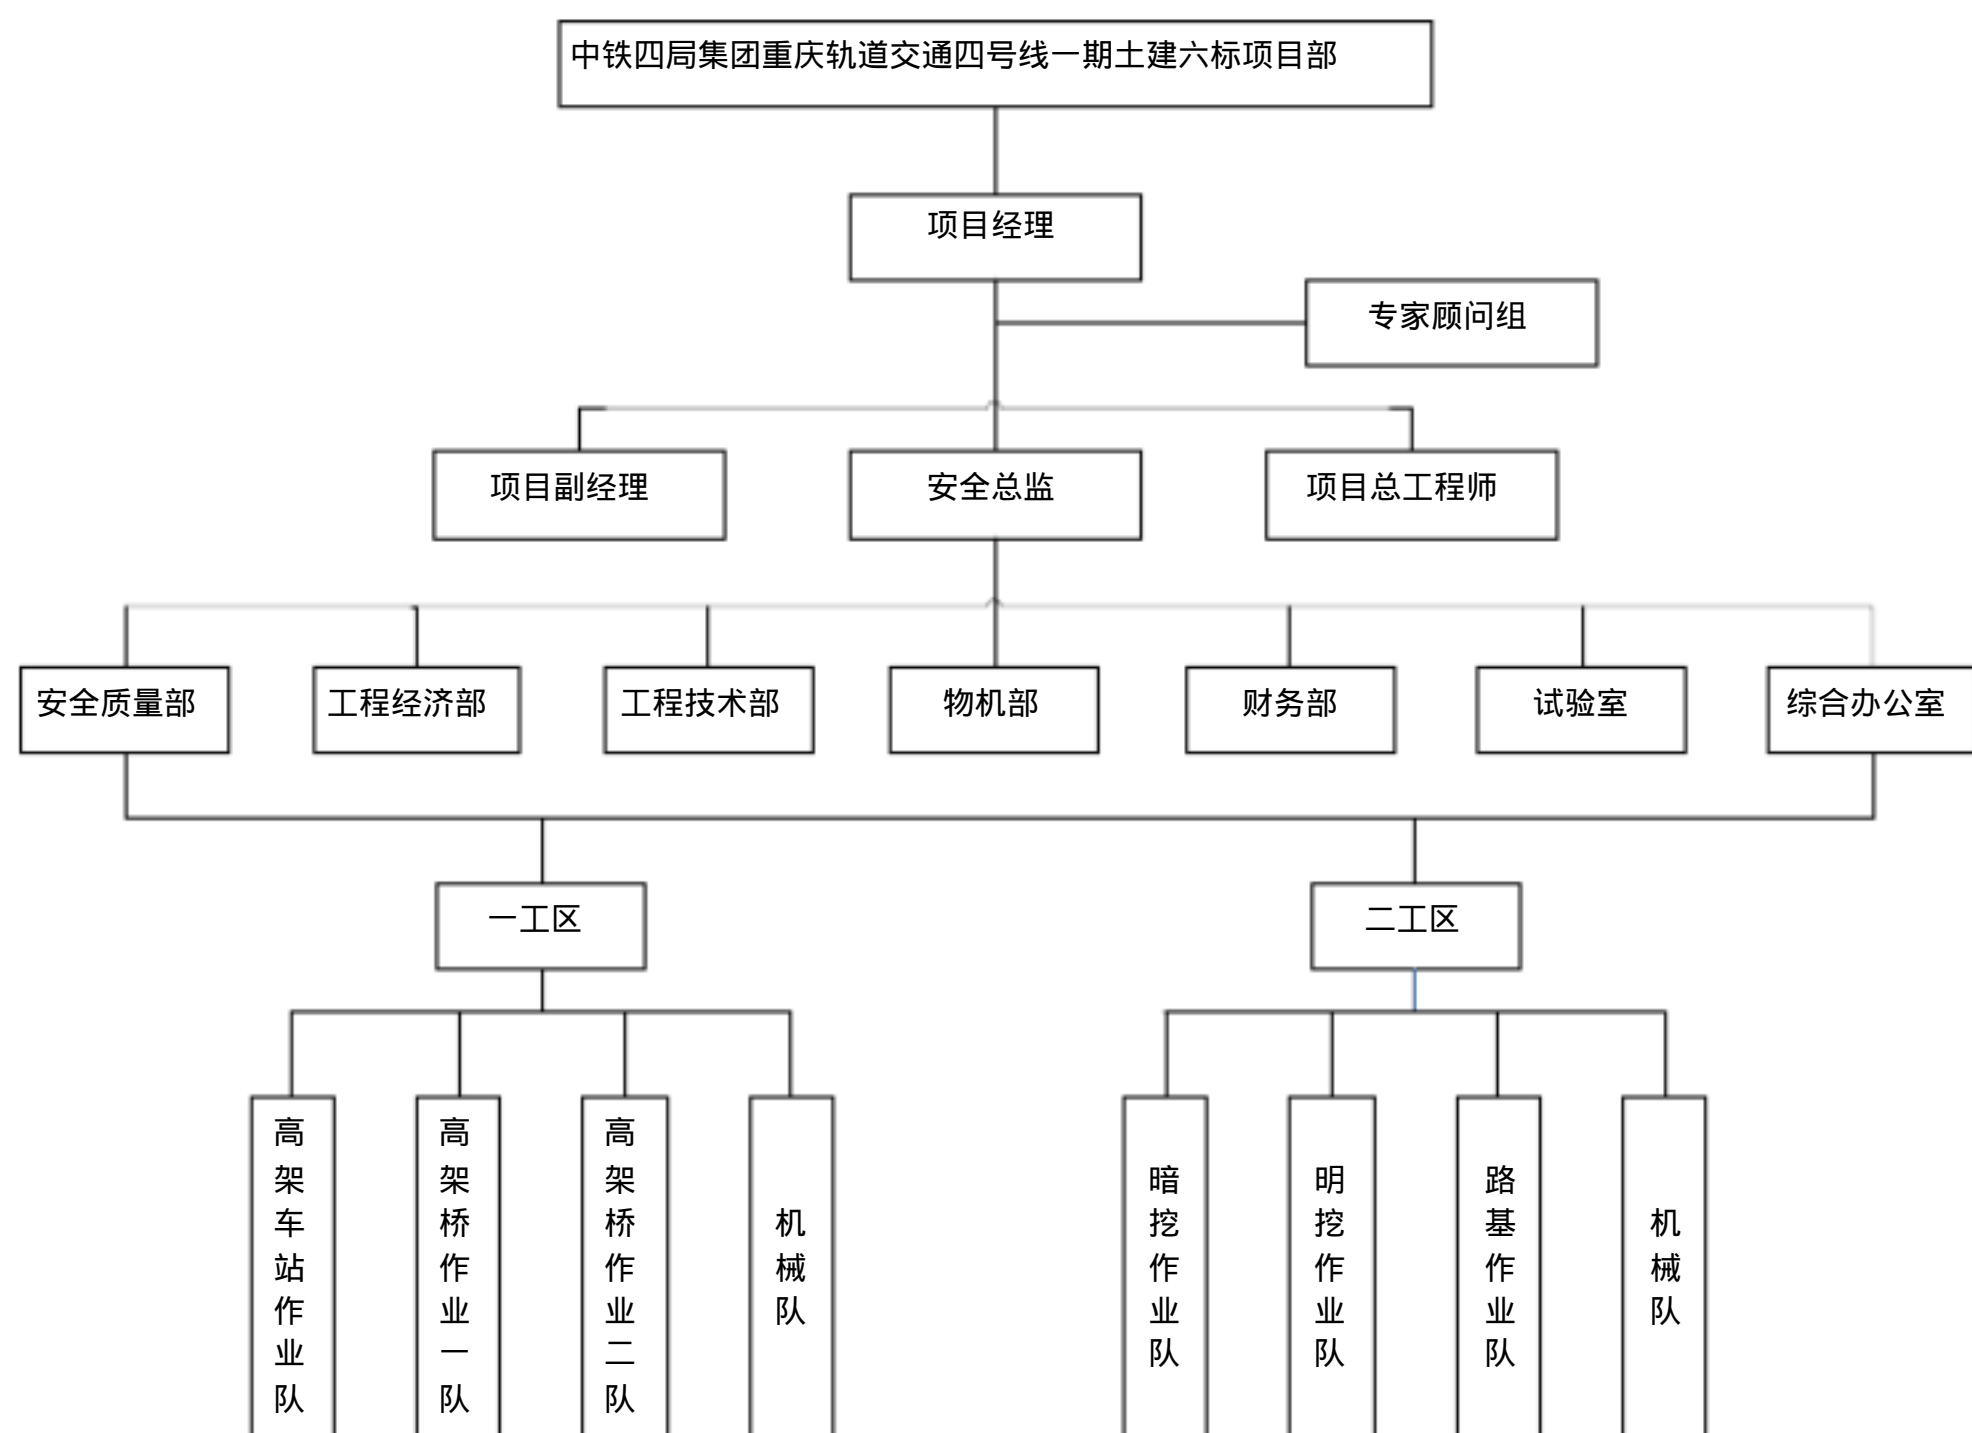 中铁四局集团重庆轨道交通四号线一期土建六标项目部
项目经理
专家顾问组
项目副经理
安全总监
项目总工程师
安全质量部
工程经济部
工程技术部
物机部
财务部
试验室
综合办公室
一工区
二工区
高架车站作业队
高架桥作业一队
高架桥作业二队
机械队
暗挖作业队
明挖作业队
路基作业队
机械队